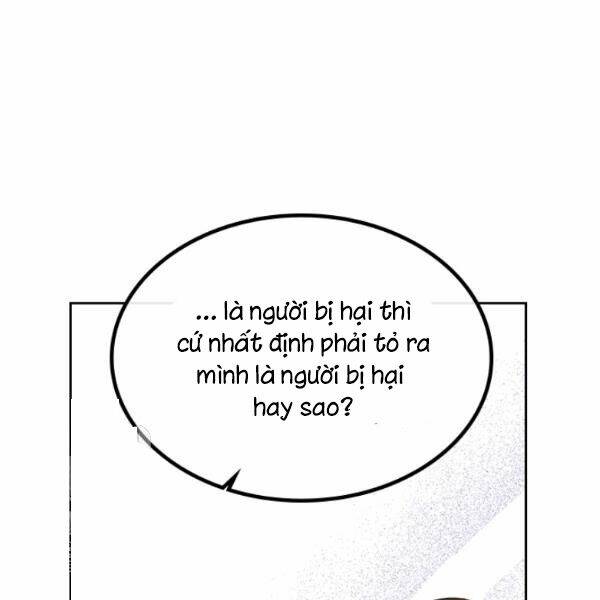 ... là người bị hại thì
cứ nhất định phải tỏ ra
mình là người bị hại
hay sao?